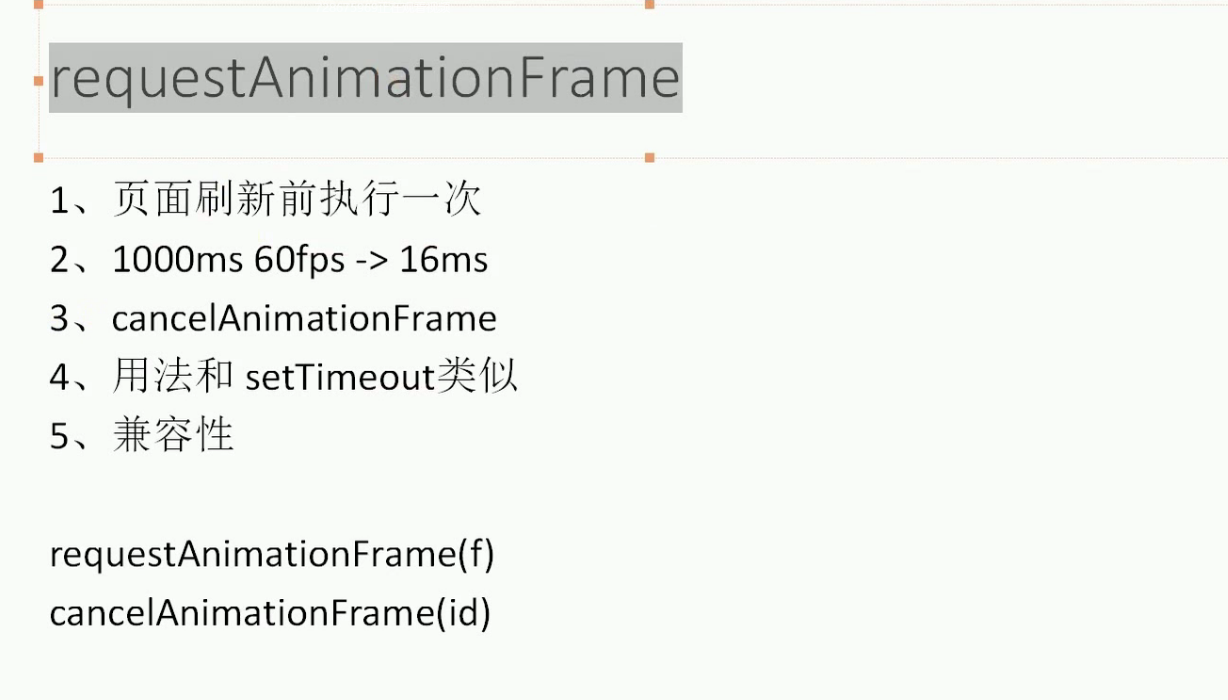 requestAnimationFrame
1、页面刷新前执行一次
2、1000ms 60fps -> 16ms
3、cancelAnimationFrame
4、用法和 setTimeout类似
5、兼容性
requestAnimationFrame(f)
cancelAnimationFrame(id)